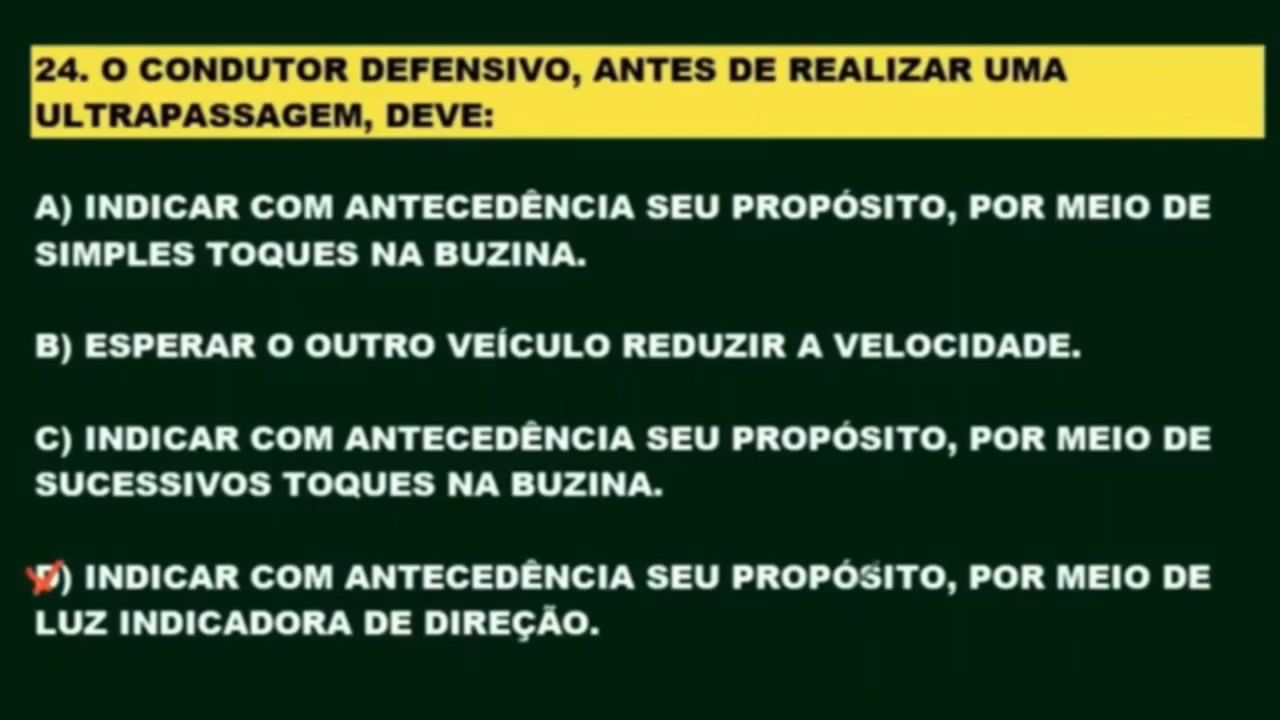 24. O CONDUTOR DEFENSIVO, ANTES DE REALIZAR UMA
ULTRAPASSAGEM, DEVE:
A) INDICAR COM ANTECEDÊNCIA SEU PROPÓSITO, POR MEIO DE
SIMPLES TOQUES NA BUZINA.
B) ESPERAR O OUTRO VEÍCULO REDUZIR A VELOCIDADE.
C) INDICAR COM ANTECEDÊNCIA SEU PROPÓSITO, POR MEIO DE
SUCESSIVOS TOQUES NA BUZINA.
D) INDICAR COM ANTECEDÊNCIA SEU PROPÓSITO, POR MEIO DE
LUZ INDICADORA DE DIREÇÃO.